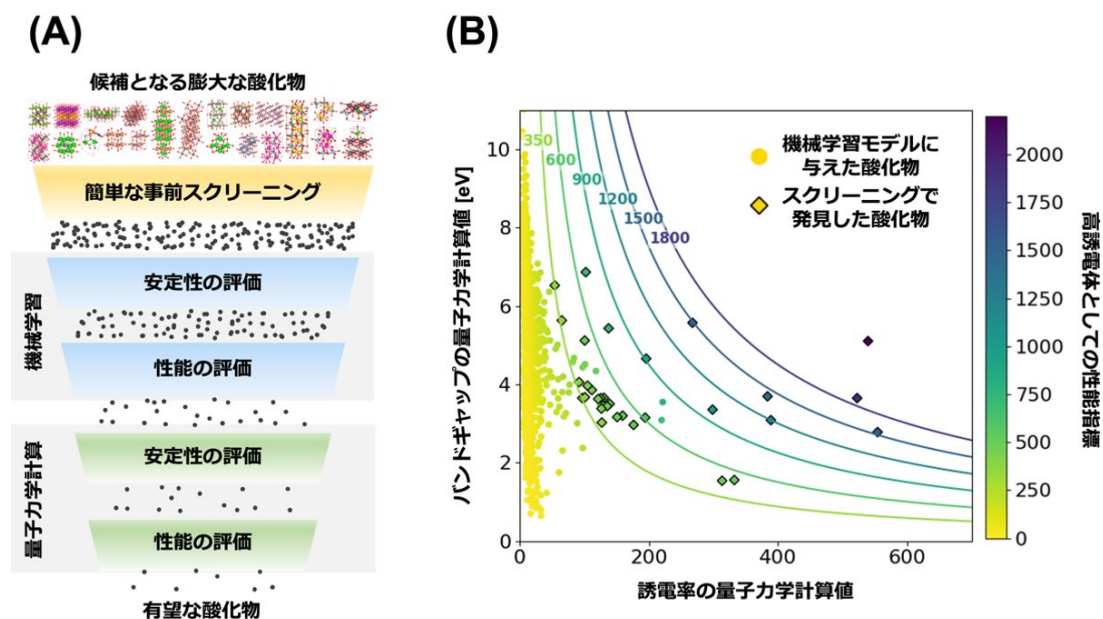 (A)
候補となる膨大な酸化物
簡単な事前スクリーニング
機械学習
安定性の評価
性能の評価
量子力学計算
安定性の評価
性能の評価
有望な酸化物
(B)
バンドギャップの量子力学計算値 [eV]
10
8
6
4
2
0
0
200
400
600
誘電率の量子力学計算値
350
600
900
1200
1500
1800
機械学習モデルに
与えた酸化物
スクリーニングで
発見した酸化物
2000
1750
1500
1250
1000
750
500
250
0
高誘電体としての性能指標